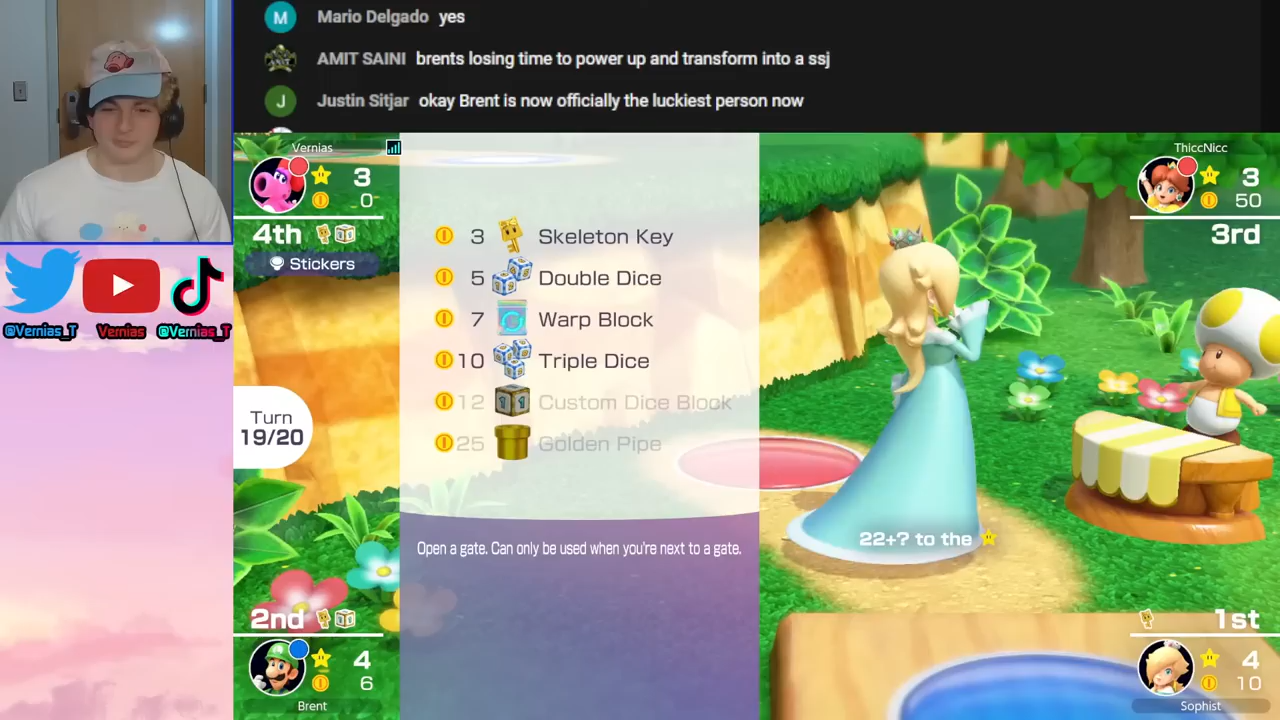 Mario Delgado yes
AMIT SAINI brents losing time to power up and transform into a ssj
Justin Sitjar okay Brent is now officially the luckiest person now
M
J
Vernias
3
0
4th
Stickers
ThiccNicc
3
50
3rd
3 Skeleton Key
5 Double Dice
7 Warp Block
10 Triple Dice
12 Custom Dice Block
25 Golden Pipe
@Vernias_T Vernias @Vernias_T
Turn
19/20
Open a gate. Can only be used when you're next to a gate.
22+? to the
2nd
4
6
Brent
1st
4
10
Sophist